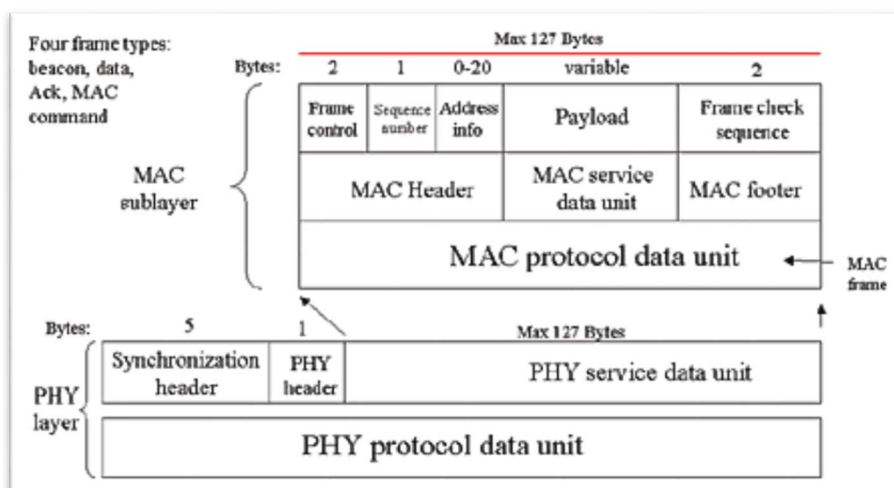 Four frame types:
beacon, data,
Ack, MAC
command
Max 127 Bytes
Bytes: 2 1 0-20 variable 2
Frame control
Sequence number
Address info
Payload
Frame check sequence
MAC sublayer
MAC Header
MAC service data unit
MAC footer
MAC protocol data unit
MAC frame
Bytes: 5 1 Max 127 Bytes
PHY layer
Synchronization header
PHY header
PHY service data unit
PHY protocol data unit